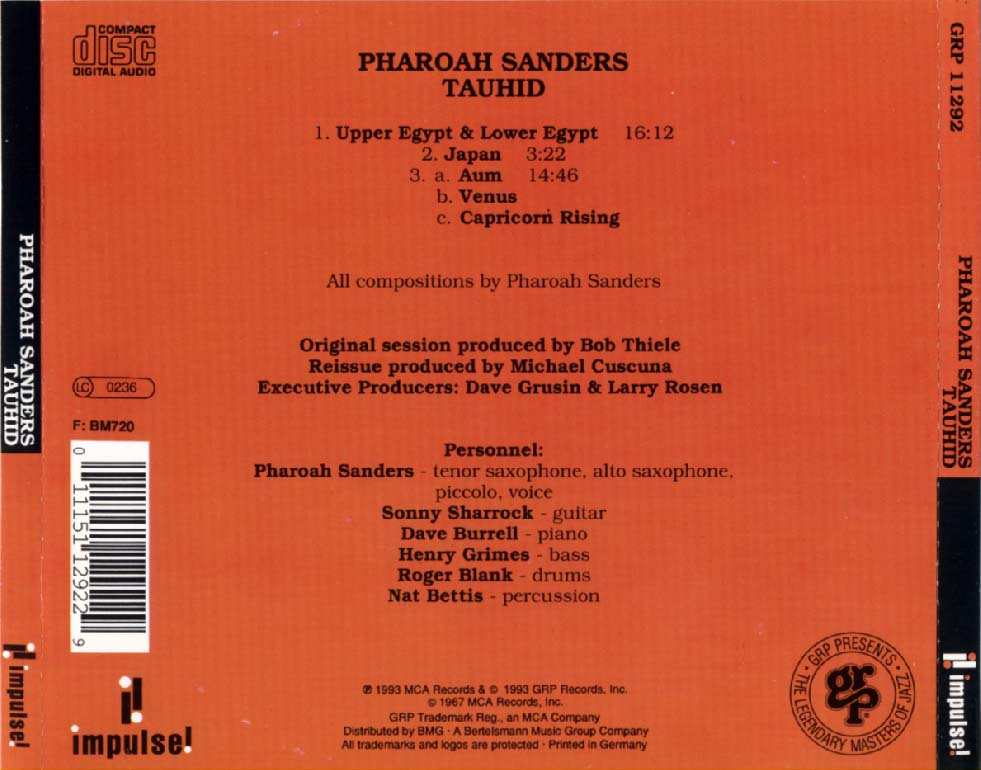 COMPACT
disc
DIGITAL AUDIO
PHAROAH SANDERS
TAUHID
1. Upper Egypt & Lower Egypt 16:12
2. Japan 3:22
3. a. Aum 14:46
b. Venus
c. Capricorn Rising
All compositions by Pharoah Sanders
Original session produced by Bob Thiele
Reissue produced by Michael Cuscuna
Executive Producers: Dave Grusin & Larry Rosen
LC 0236
F: BM720
0 11151 12922 9
Personnel:
Pharoah Sanders - tenor saxophone, alto saxophone,
piccolo, voice
Sonny Sharrock - guitar
Dave Burrell - piano
Henry Grimes - bass
Roger Blank - drums
Nat Bettis - percussion
impulse!
℗ 1993 MCA Records & © 1993 GRP Records, Inc.
© 1967 MCA Records, Inc.
GRP Trademark Reg., an MCA Company
Distributed by BMG · A Bertelsmann Music Group Company
All trademarks and logos are protected · Printed in Germany
· GRP PRESENTS ·
THE LEGENDARY MASTERS OF JAZZ
GRP
PHAROAH SANDERS
TAUHID
impulse!
GRP 11292
PHAROAH SANDERS
TAUHID
impulse!